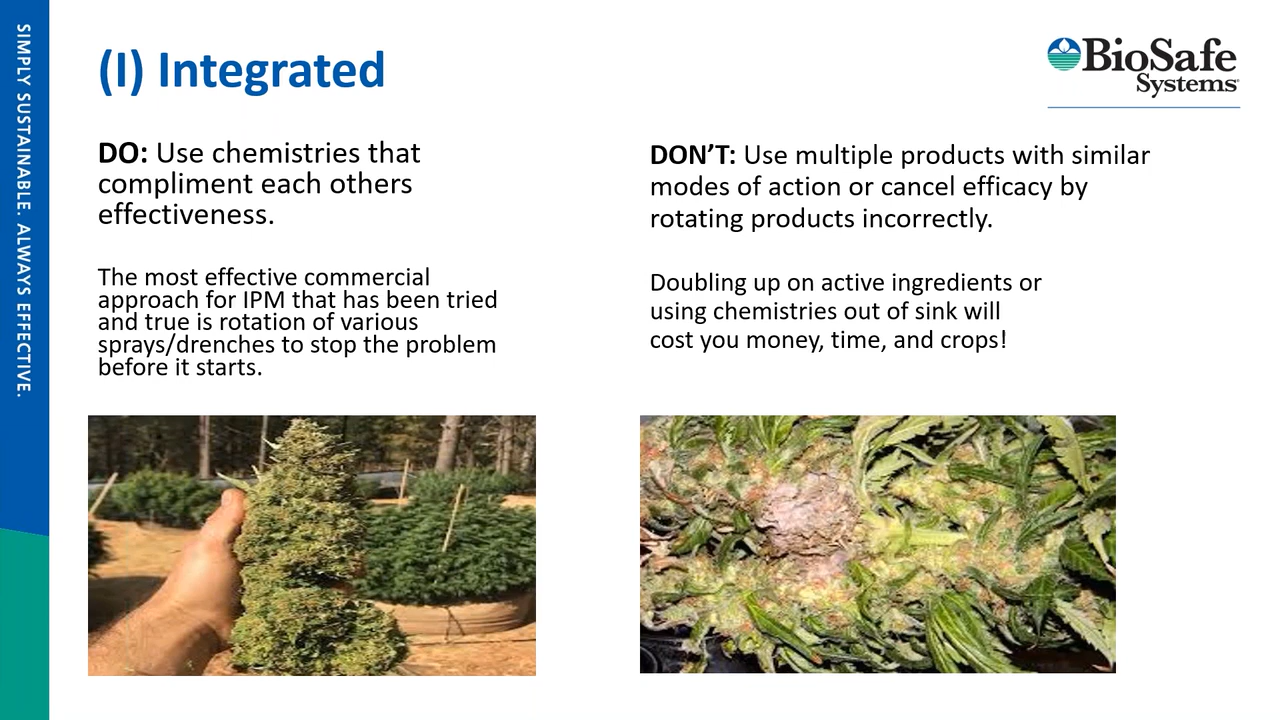 SIMPLY SUSTAINABLE. ALWAYS EFFECTIVE.
(I) Integrated
BioSafe
Systems
DO: Use chemistries that
compliment each others
effectiveness.
The most effective commercial
approach for IPM that has been tried
and true is rotation of various
sprays/drenches to stop the problem
before it starts.
DON'T: Use multiple products with similar
modes of action or cancel efficacy by
rotating products incorrectly.
Doubling up on active ingredients or
using chemistries out of sink will
cost you money, time, and crops!